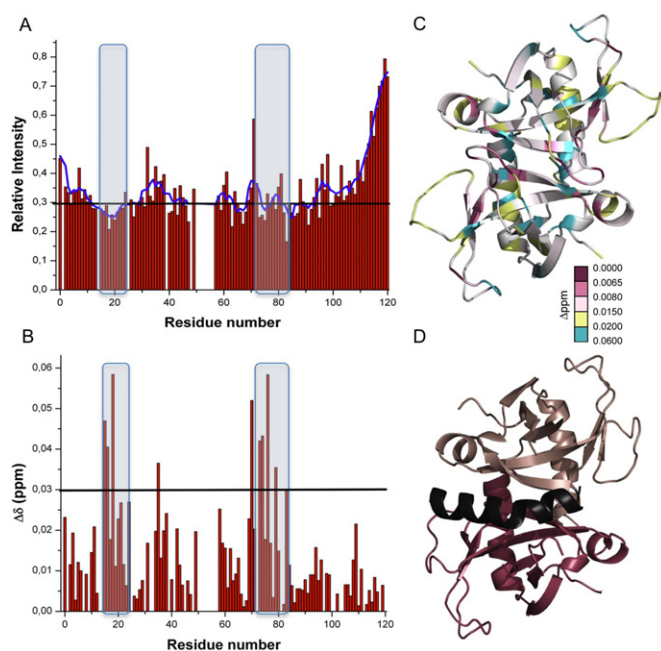 A
0,8
0,7
0,6
0,5
0,4
0,3
0,2
0,1
0,0
Relative Intensity
0 20 40 60 80 100 120
Residue number
B
0,06
0,05
0,04
0,03
0,02
0,01
0,00
Δδ (ppm)
0 20 40 60 80 100 120
Residue number
C
Δppm
0.0000
0.0065
0.0080
0.0150
0.0200
0.0600
D